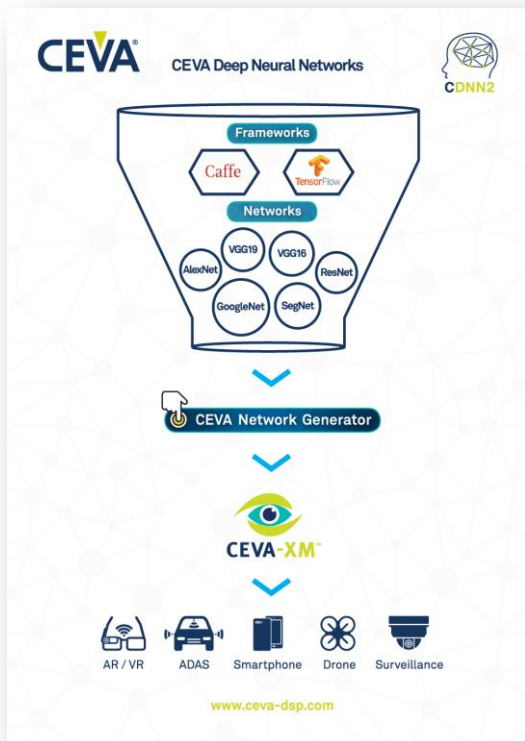 CEVA®
CEVA Deep Neural Networks
CDNN2
Frameworks
Caffe
TensorFlow
Networks
VGG19
VGG16
AlexNet
ResNet
GoogleNet
SegNet
CEVA Network Generator
CEVA-XM™
AR / VR
ADAS
Smartphone
Drone
Surveillance
www.ceva-dsp.com